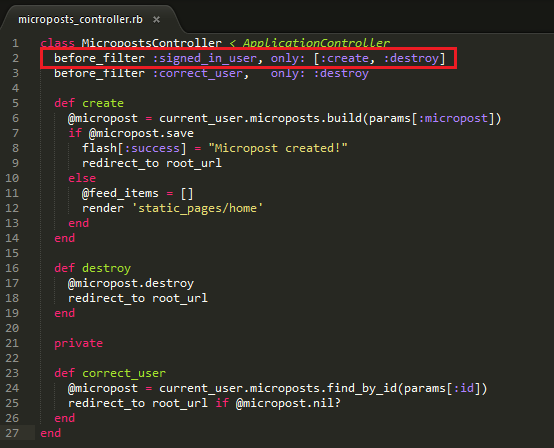 microposts_controller.rb ×
1 class MicropostsController < ApplicationController
2   before_filter :signed_in_user, only: [:create, :destroy]
3   before_filter :correct_user,   only: :destroy
4
5   def create
6     @micropost = current_user.microposts.build(params[:micropost])
7     if @micropost.save
8       flash[:success] = "Micropost created!"
9       redirect_to root_url
10     else
11       @feed_items = []
12       render 'static_pages/home'
13     end
14   end
15
16   def destroy
17     @micropost.destroy
18     redirect_to root_url
19   end
20
21   private
22
23   def correct_user
24     @micropost = current_user.microposts.find_by_id(params[:id])
25     redirect_to root_url if @micropost.nil?
26   end
27 end